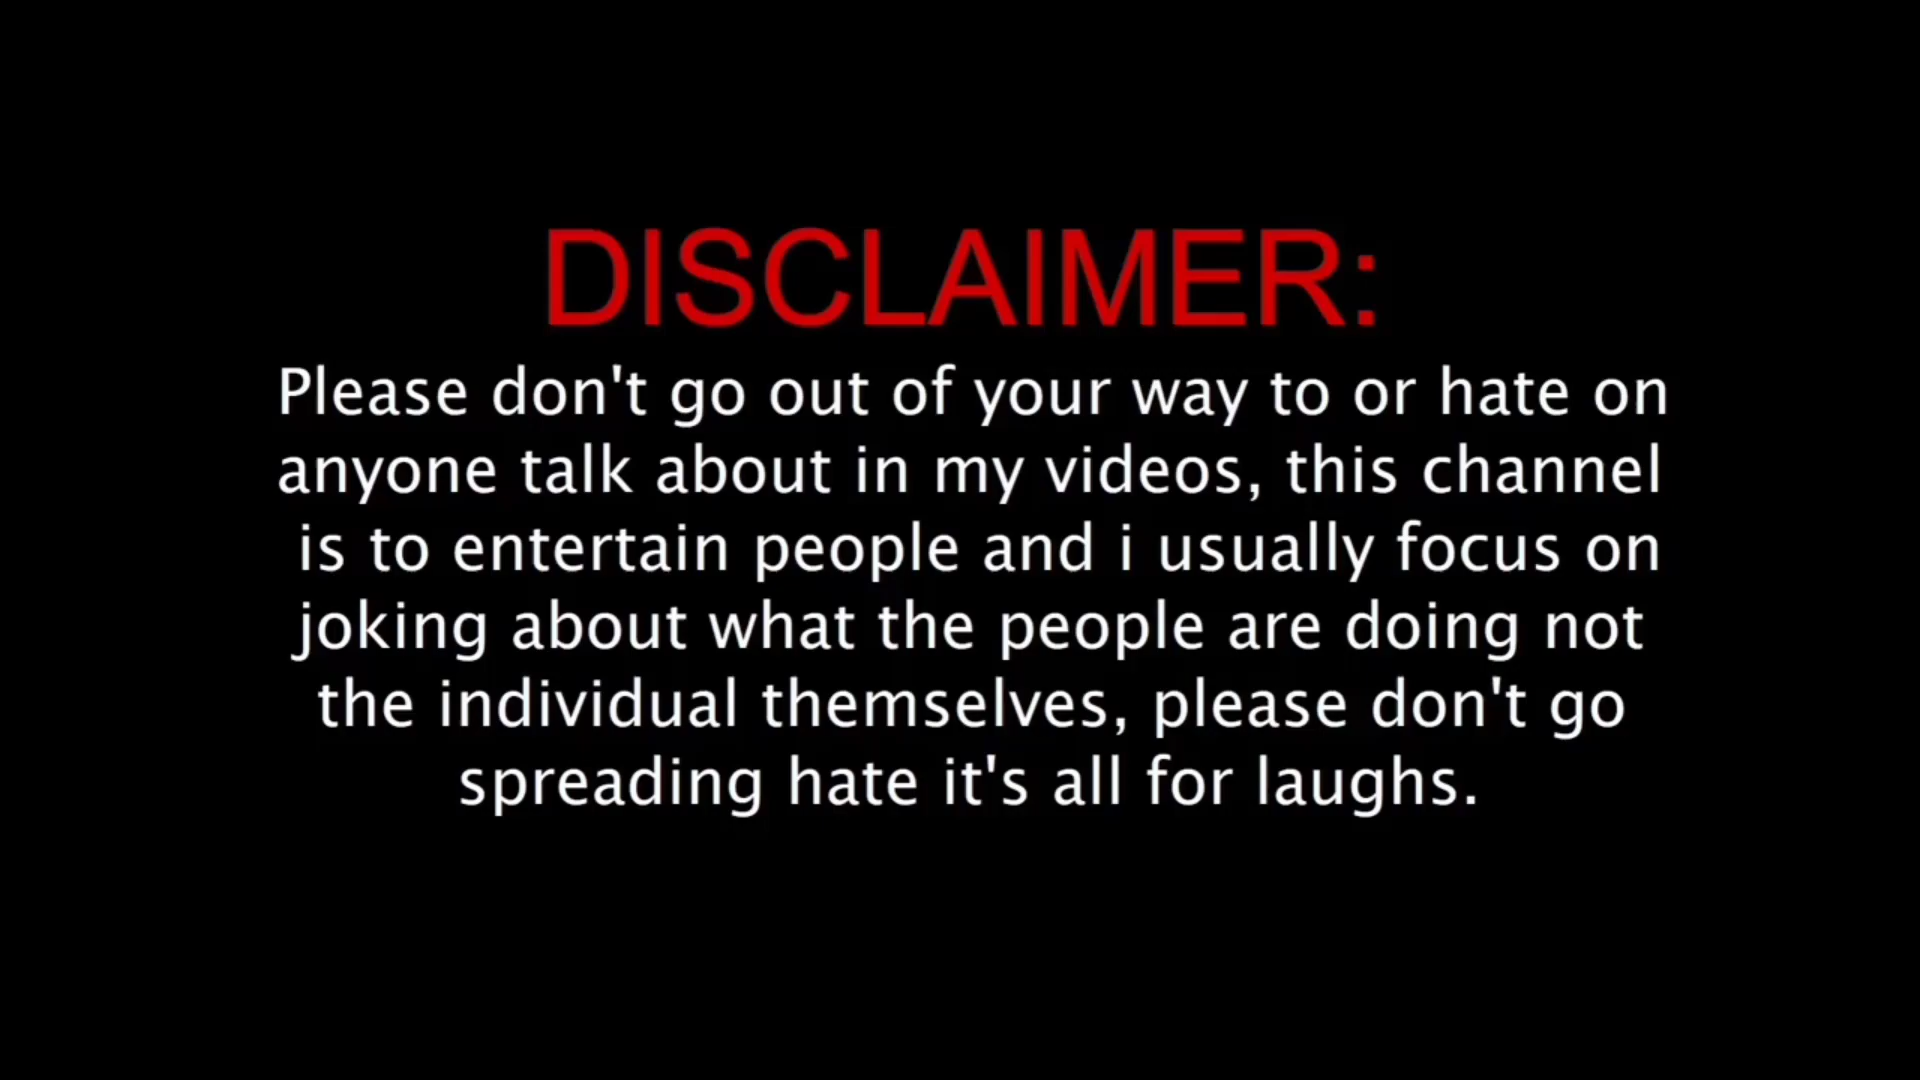 DISCLAIMER:
Please don't go out of your way to or hate on
anyone talk about in my videos, this channel
is to entertain people and i usually focus on
joking about what the people are doing not
the individual themselves, please don't go
spreading hate it's all for laughs.